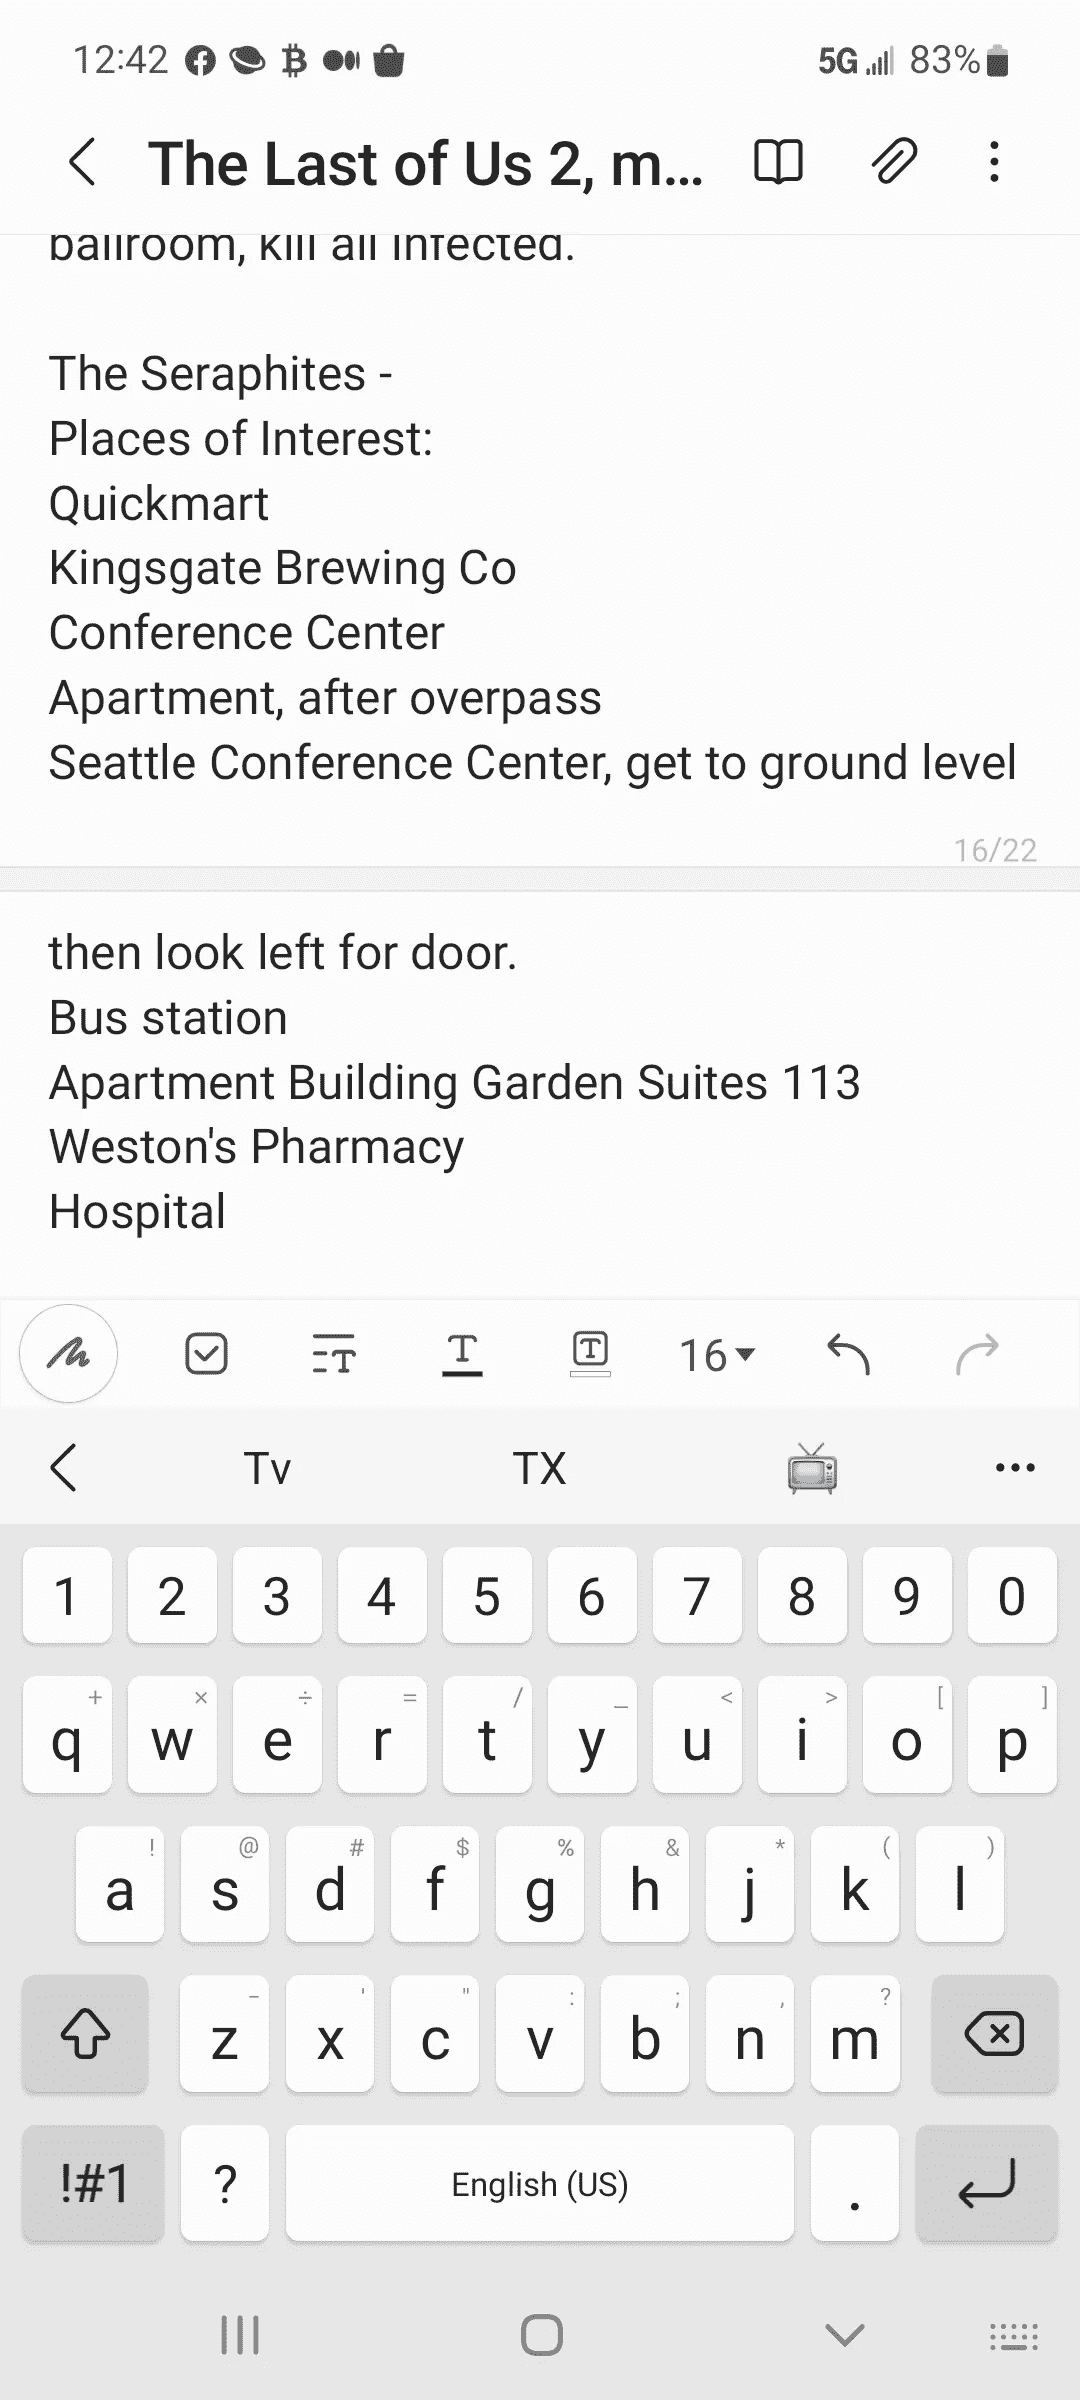 12:42 5G 83%
The Last of Us 2, m...
ballroom, kill all infected.
The Seraphites -
Places of Interest:
Quickmart
Kingsgate Brewing Co
Conference Center
Apartment, after overpass
Seattle Conference Center, get to ground level
16/22
then look left for door.
Bus station
Apartment Building Garden Suites 113
Weston's Pharmacy
Hospital
T T T 16
Tv TX ...
1 2 3 4 5 6 7 8 9 0
+ × ÷ = / _ < > [ ]
q w e r t y u i o p
! @ # $ % & * ( )
a s d f g h j k l
- ' " : ; , ?
z x c v b n m
!#1 ? English (US) .